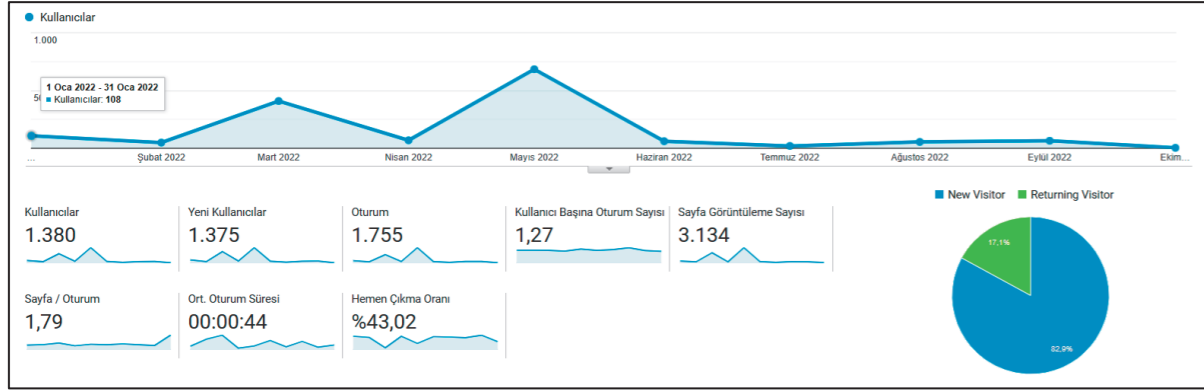 Kullanıcılar
1.000
50
1 Oca 2022 - 31 Oca 2022
Kullanıcılar: 108
... Şubat 2022 Mart 2022 Nisan 2022 Mayıs 2022 Haziran 2022 Temmuz 2022 Ağustos 2022 Eylül 2022 Ekim...
New Visitor Returning Visitor
Kullanıcılar Yeni Kullanıcılar Oturum Kullanıcı Başına Oturum Sayısı Sayfa Görüntüleme Sayısı
1.380 1.375 1.755 1,27 3.134
17,1%
Sayfa / Oturum Ort. Oturum Süresi Hemen Çıkma Oranı
1,79 00:00:44 %43,02
82,9%